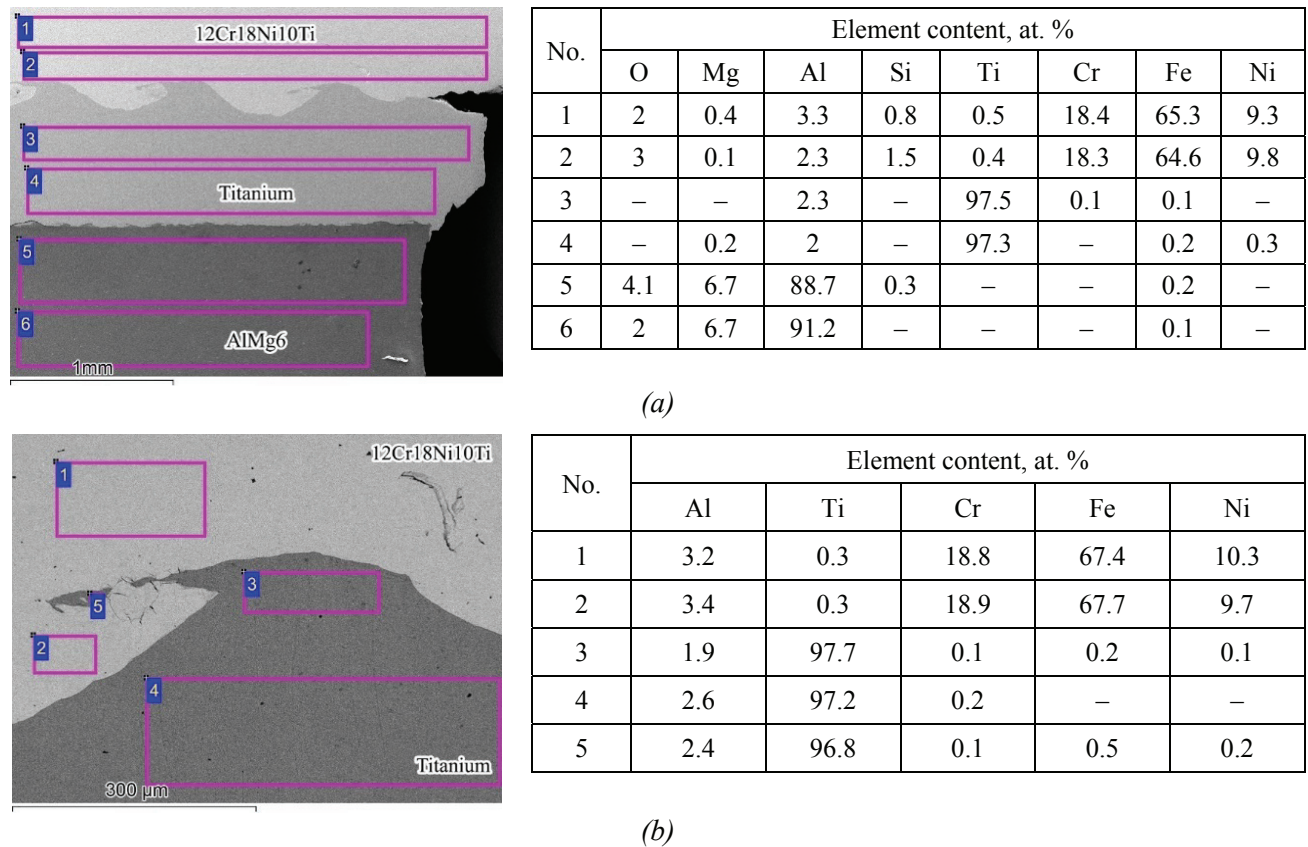 1
12Cr18Ni10Ti
2
3
4
Titanium
5
6
AlMg6
1mm
No. Element content, at. %
O Mg Al Si Ti Cr Fe Ni
1 2 0.4 3.3 0.8 0.5 18.4 65.3 9.3
2 3 0.1 2.3 1.5 0.4 18.3 64.6 9.8
3 – – 2.3 – 97.5 0.1 0.1 –
4 – 0.2 2 – 97.3 – 0.2 0.3
5 4.1 6.7 88.7 0.3 – – 0.2 –
6 2 6.7 91.2 – – – 0.1 –
(a)
12Cr18Ni10Ti
1
3
5
2
4
Titanium
300 µm
No. Element content, at. %
Al Ti Cr Fe Ni
1 3.2 0.3 18.8 67.4 10.3
2 3.4 0.3 18.9 67.7 9.7
3 1.9 97.7 0.1 0.2 0.1
4 2.6 97.2 0.2 – –
5 2.4 96.8 0.1 0.5 0.2
(b)